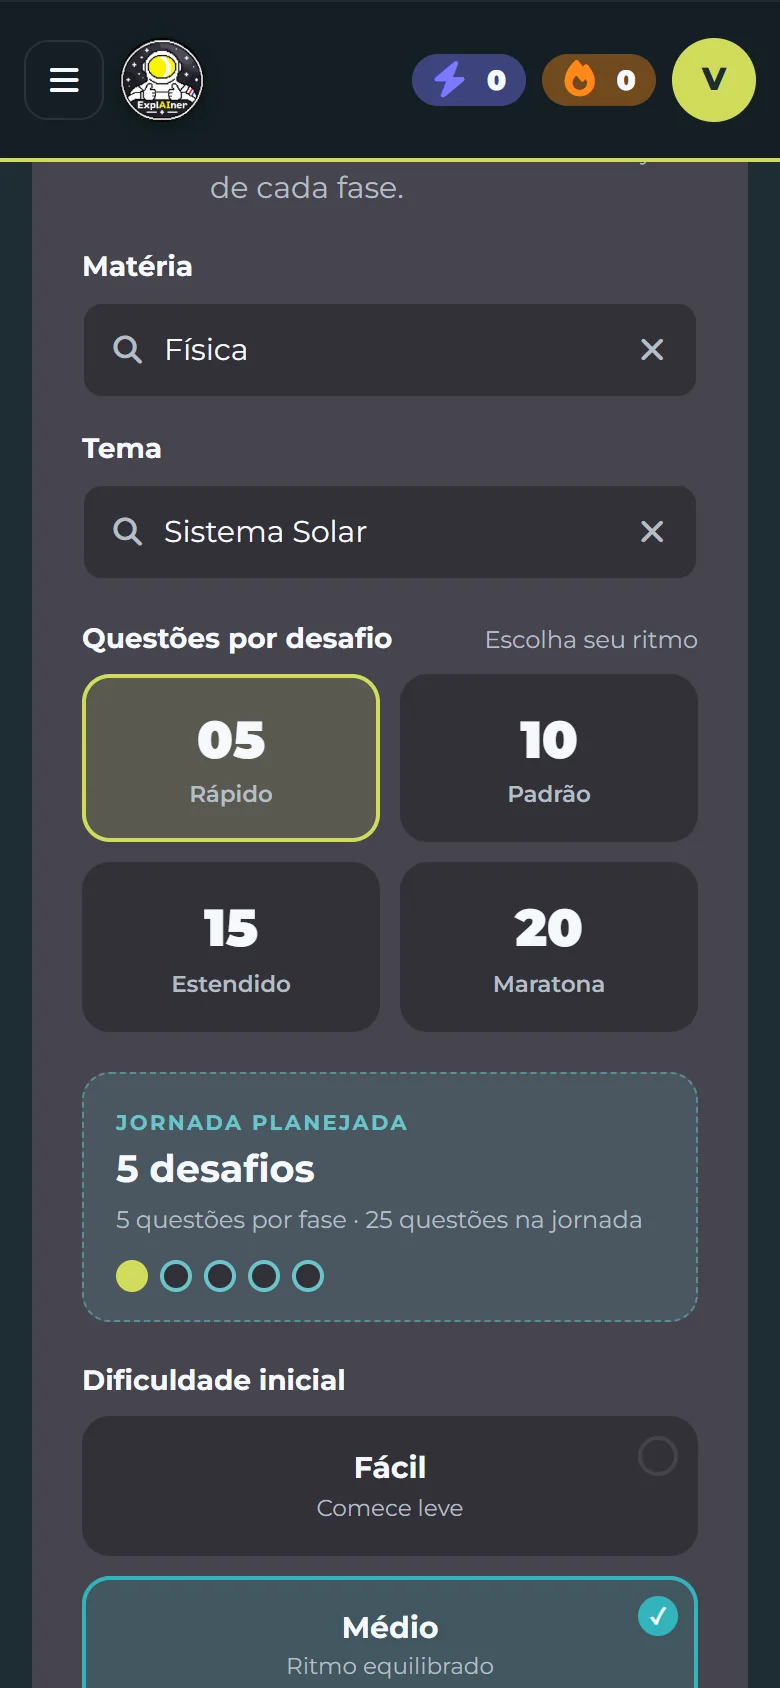 ExplAIner
0
0
V
de cada fase.
Matéria
Física
Tema
Sistema Solar
Questões por desafio
Escolha seu ritmo
05
Rápido
10
Padrão
15
Estendido
20
Maratona
JORNADA PLANEJADA
5 desafios
5 questões por fase · 25 questões na jornada
Dificuldade inicial
Fácil
Comece leve
Médio
Ritmo equilibrado